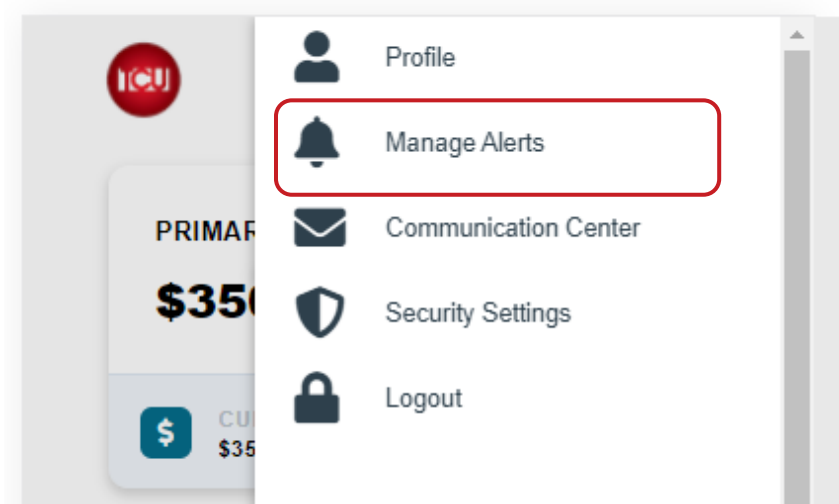 Profile
TCU
Manage Alerts
PRIMAR
Communication Center
$350
Security Settings
Logout
$
CU
$35